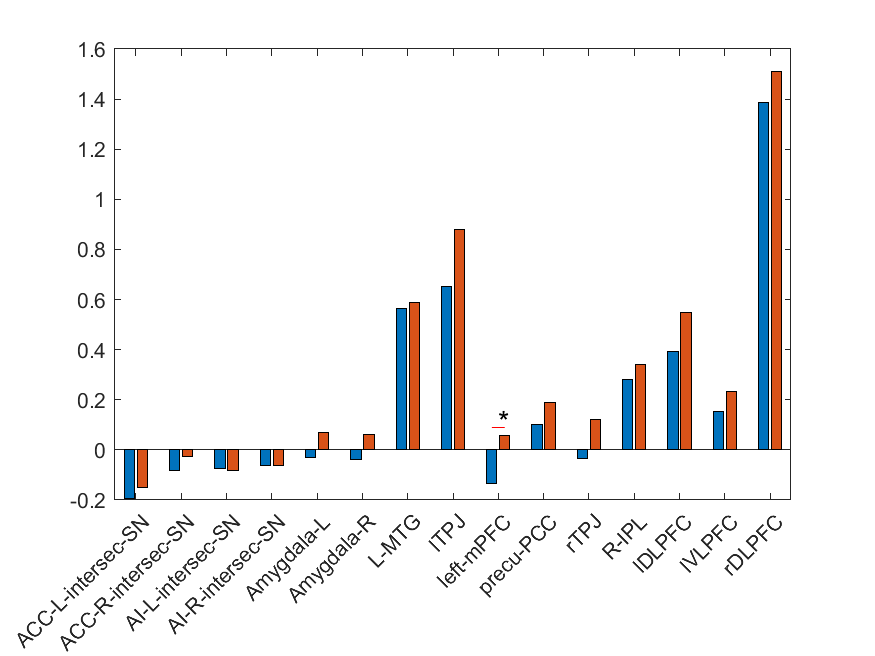 1.6
1.4
1.2
1
0.8
0.6
0.4
0.2
0
-0.2
*
ACC-L-intersec-SN
ACC-R-intersec-SN
AI-L-intersec-SN
AI-R-intersec-SN
Amygdala-L
Amygdala-R
L-MTG
lTPJ
left-mPFC
precu-PCC
rTPJ
R-IPL
lDLPFC
lVLPFC
rDLPFC